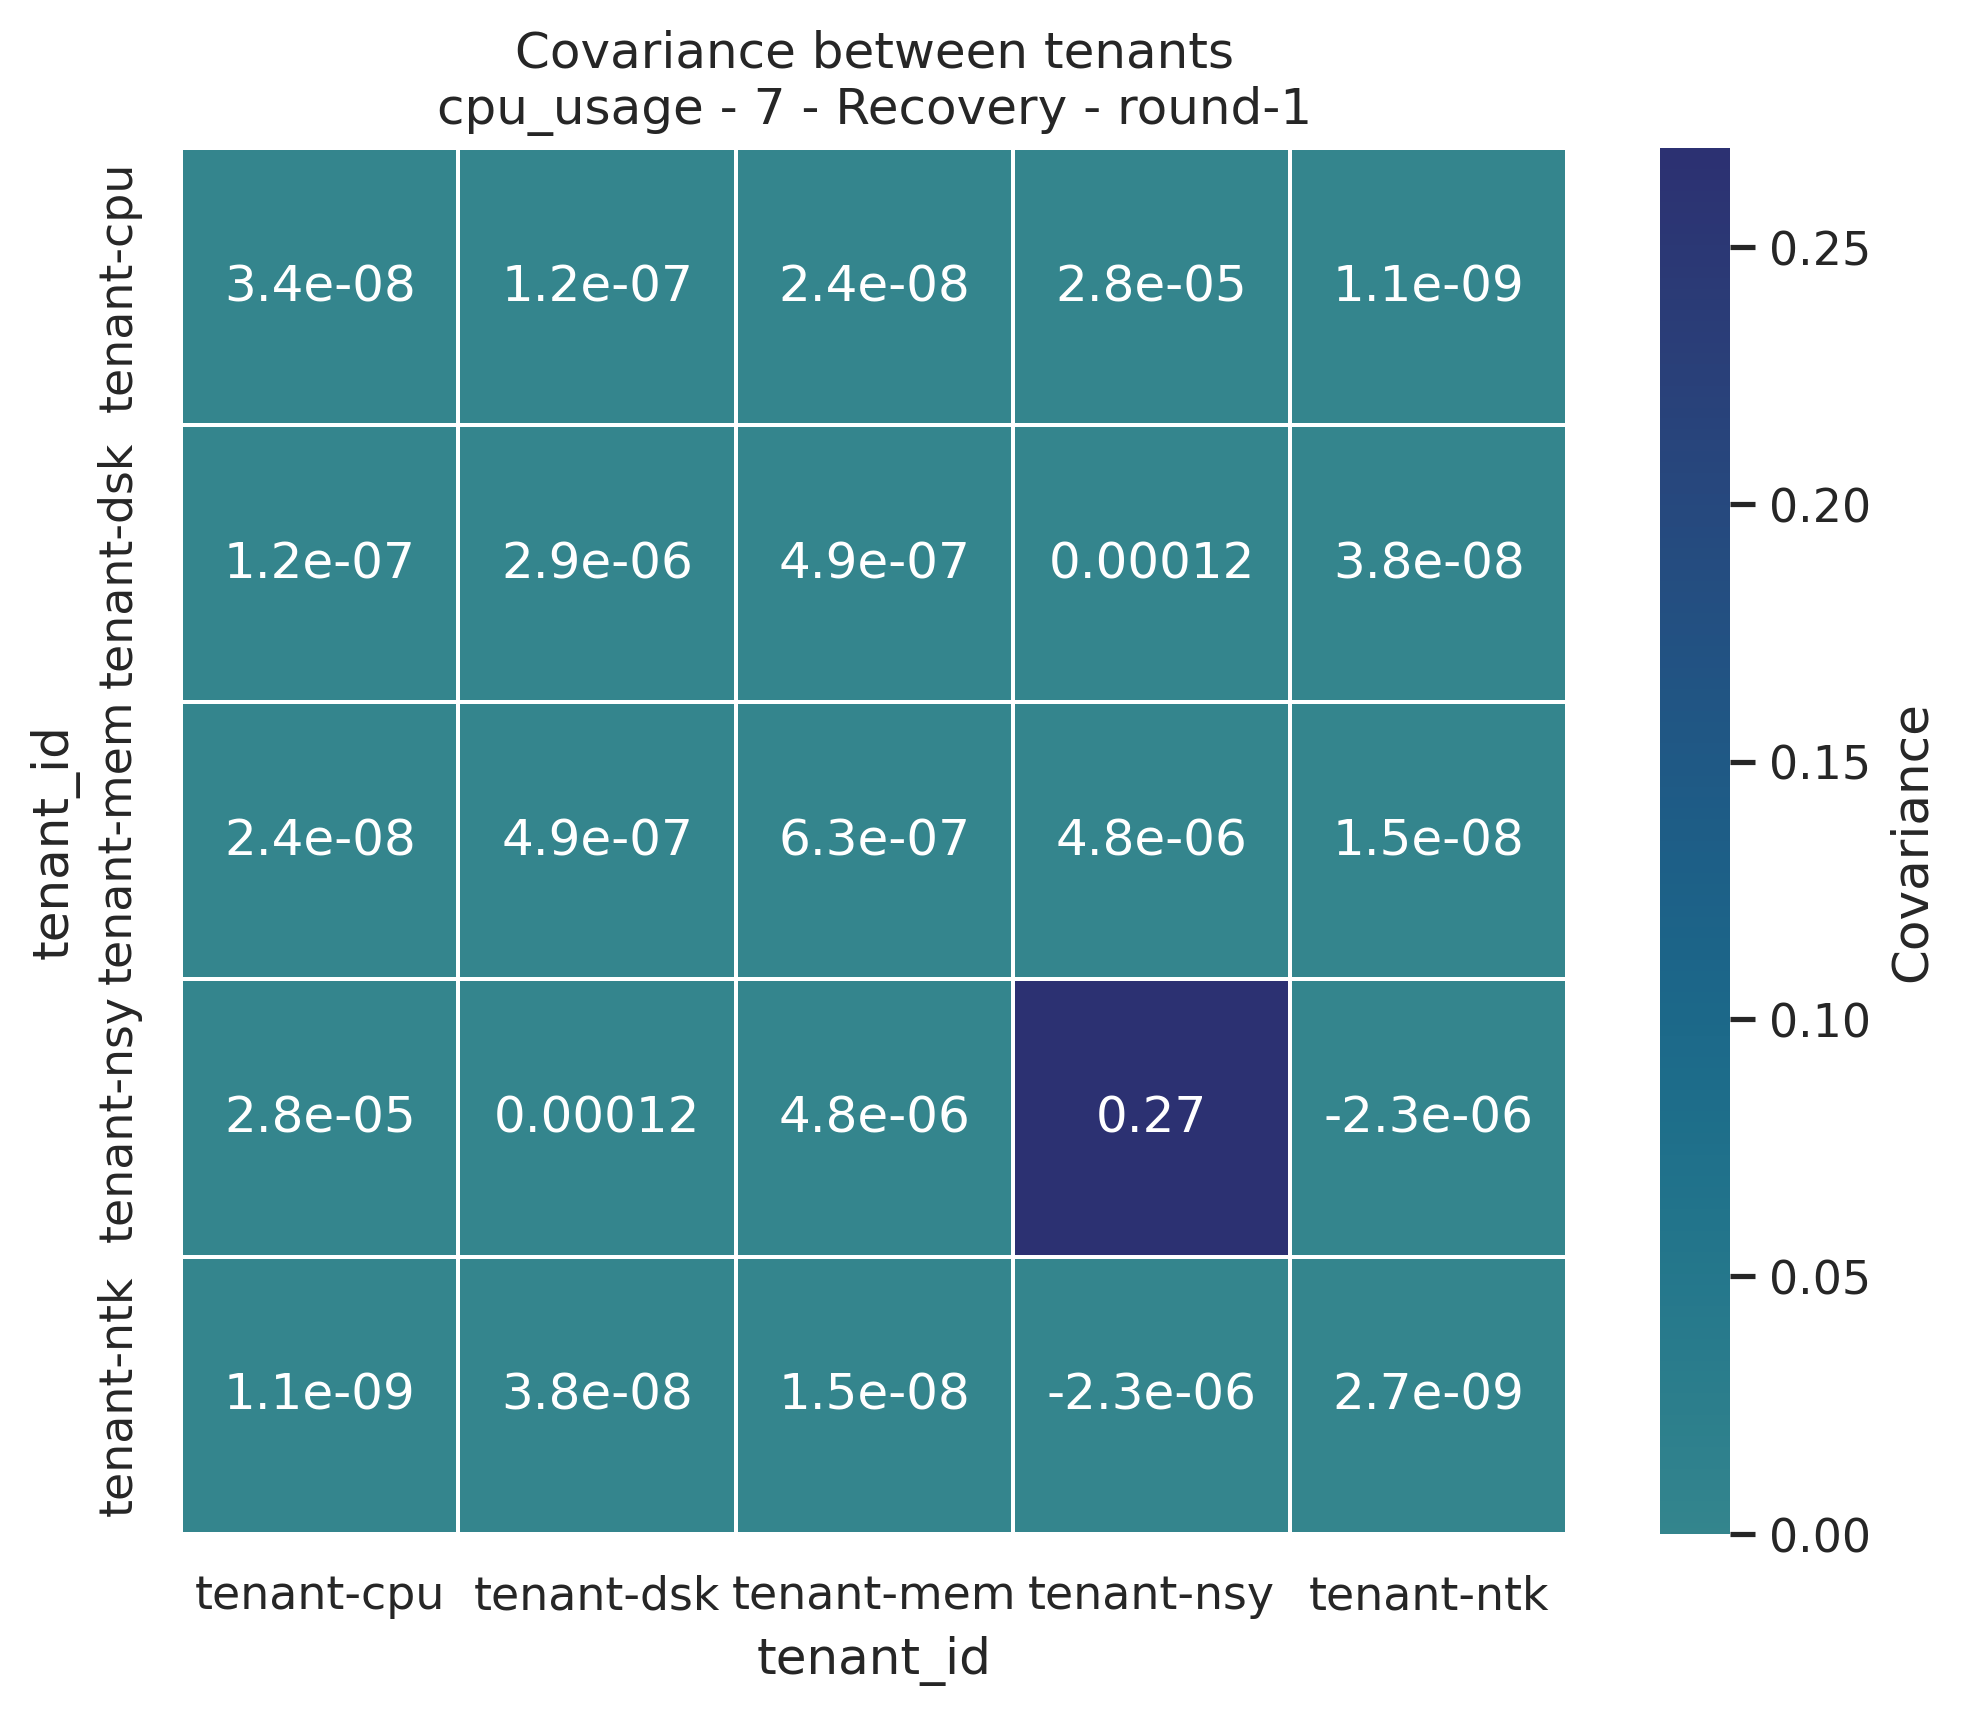 Covariance between tenants
cpu_usage - 7 - Recovery - round-1
tenant_id
tenant-cpu
3.4e-08 1.2e-07 2.4e-08 2.8e-05 1.1e-09
tenant-dsk
1.2e-07 2.9e-06 4.9e-07 0.00012 3.8e-08
tenant-mem
2.4e-08 4.9e-07 6.3e-07 4.8e-06 1.5e-08
tenant-nsy
2.8e-05 0.00012 4.8e-06 0.27 -2.3e-06
tenant-ntk
1.1e-09 3.8e-08 1.5e-08 -2.3e-06 2.7e-09
tenant-cpu tenant-dsk tenant-mem tenant-nsy tenant-ntk
tenant_id
0.25
0.20
0.15
0.10
0.05
0.00
Covariance